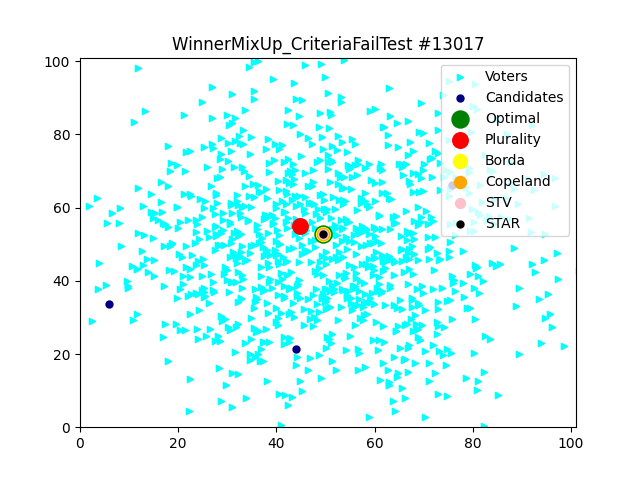 WinnerMixUp_CriteriaFailTest #13017
100
80
60
40
20
0
0
20
40
60
80
100
Voters
Candidates
Optimal
Plurality
Borda
Copeland
STV
STAR